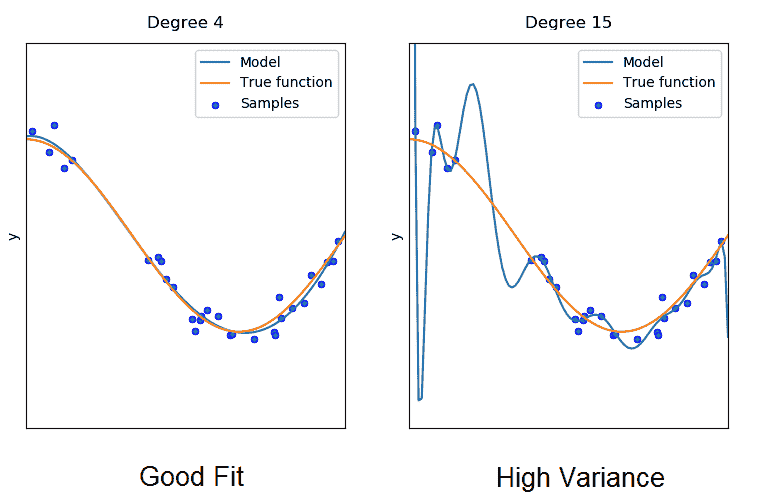 Degree 4
Model
True function
Samples
y
Good Fit
Degree 15
Model
True function
Samples
y
High Variance